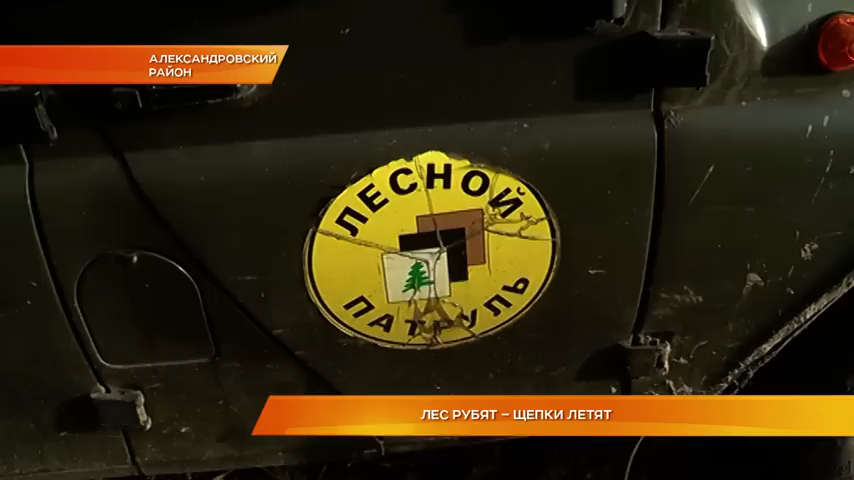 АЛЕКСАНДРОВСКИЙ
РАЙОН
ЛЕСНОЙ
ПАТРУЛЬ
ЛЕС РУБЯТ – ЩЕПКИ ЛЕТЯТ